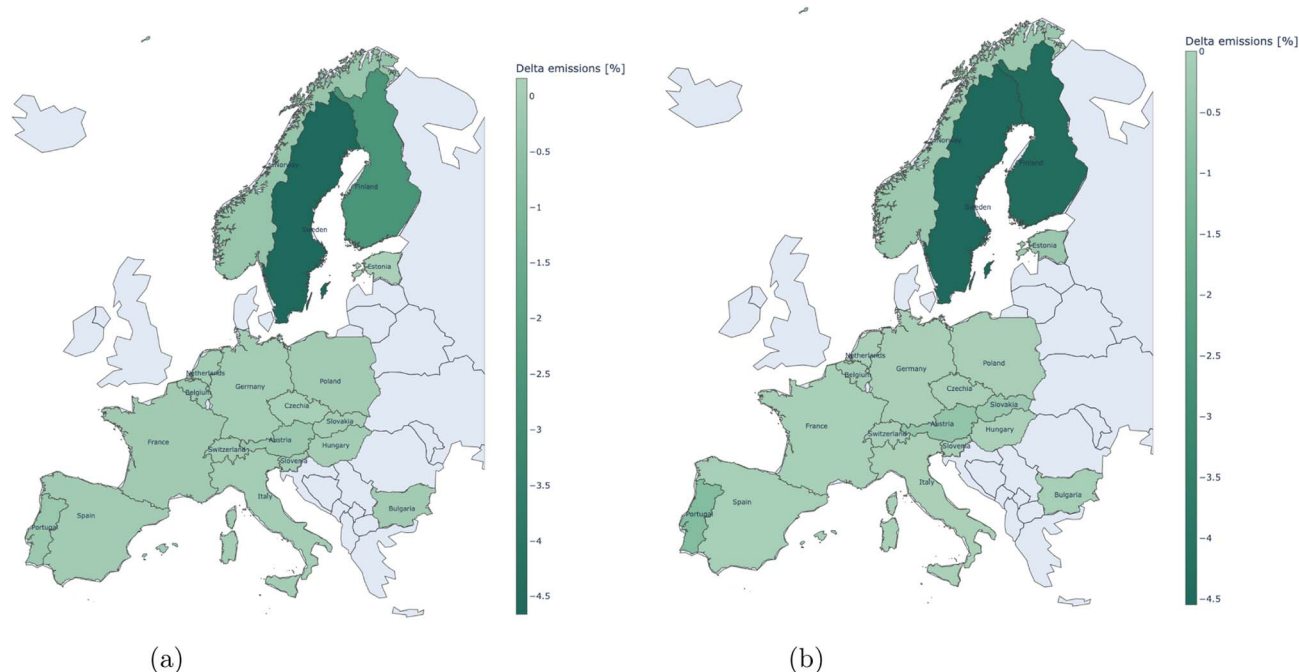 Delta emissions [%]
0
−0.5
−1
−1.5
−2
−2.5
−3
−3.5
−4
−4.5
Norway
Finland
Sweden
Estonia
Netherlands
Belgium
Germany
Poland
Czechia
Slovakia
France
Austria
Switzerland
Hungary
Slovenia
Italy
Portugal
Spain
Bulgaria
(a)
Delta emissions [%]
0
−0.5
−1
−1.5
−2
−2.5
−3
−3.5
−4
−4.5
Norway
Finland
Sweden
Estonia
Netherlands
Belgium
Germany
Poland
Czechia
Slovakia
France
Austria
Switzerland
Hungary
Slovenia
Italy
Portugal
Spain
Bulgaria
(b)